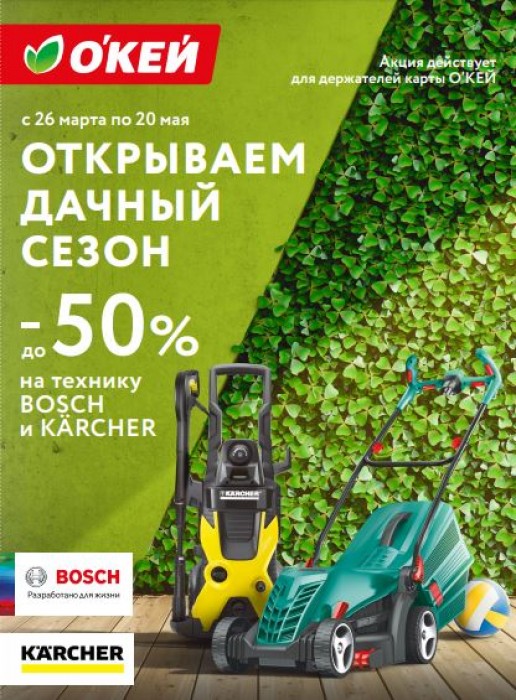 О'КЕЙ
Акция действует
для держателей карты О'КЕЙ
с 26 марта по 20 мая
ОТКРЫВАЕМ
ДАЧНЫЙ
СЕЗОН
до -50%
на технику
BOSCH
и KÄRCHER
KÄRCHER
BOSCH
Разработано для жизни
KÄRCHER